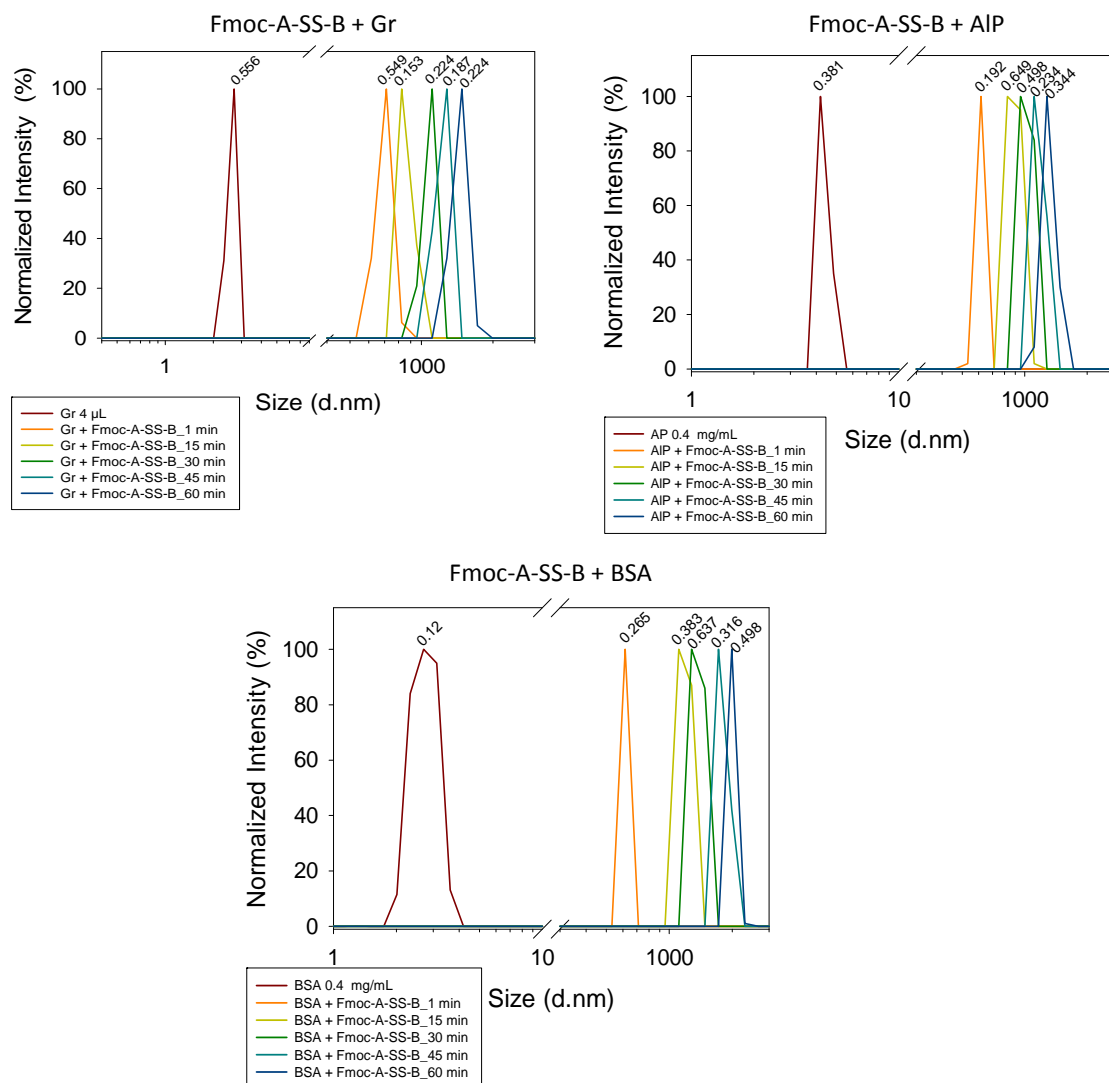 Fmoc-A-SS-B + Gr
0.556
0.549
0.153
0.224
0.187
0.224
Normalized Intensity (%)
100
80
60
40
20
0
1
1000
Size (d.nm)
Gr 4 µL
Gr + Fmoc-A-SS-B_1 min
Gr + Fmoc-A-SS-B_15 min
Gr + Fmoc-A-SS-B_30 min
Gr + Fmoc-A-SS-B_45 min
Gr + Fmoc-A-SS-B_60 min
Fmoc-A-SS-B + AlP
0.381
0.192
0.649
0.498
0.234
0.344
Normalized Intensity (%)
100
80
60
40
20
0
1
10
1000
Size (d.nm)
AP 0.4 mg/mL
AlP + Fmoc-A-SS-B_1 min
AlP + Fmoc-A-SS-B_15 min
AlP + Fmoc-A-SS-B_30 min
AlP + Fmoc-A-SS-B_45 min
AlP + Fmoc-A-SS-B_60 min
Fmoc-A-SS-B + BSA
0.12
0.265
0.383
0.637
0.316
0.498
Normalized Intensity (%)
100
80
60
40
20
0
1
10
1000
Size (d.nm)
BSA 0.4 mg/mL
BSA + Fmoc-A-SS-B_1 min
BSA + Fmoc-A-SS-B_15 min
BSA + Fmoc-A-SS-B_30 min
BSA + Fmoc-A-SS-B_45 min
BSA + Fmoc-A-SS-B_60 min